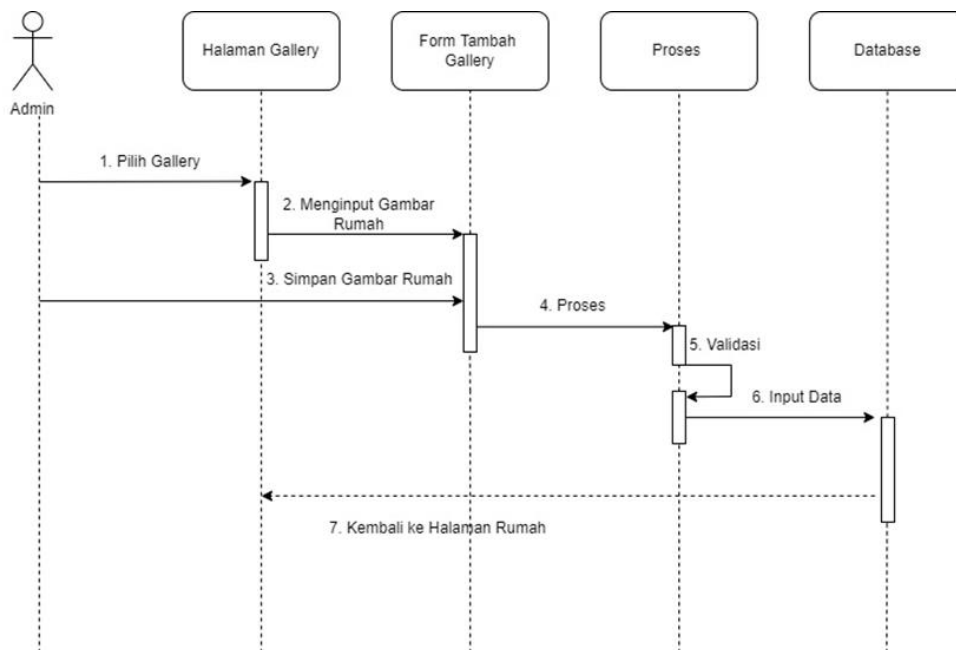 Admin
Halaman Gallery
Form Tambah
Gallery
Proses
Database
1. Pilih Gallery
2. Menginput Gambar
Rumah
3. Simpan Gambar Rumah
4. Proses
5. Validasi
6. Input Data
7. Kembali ke Halaman Rumah